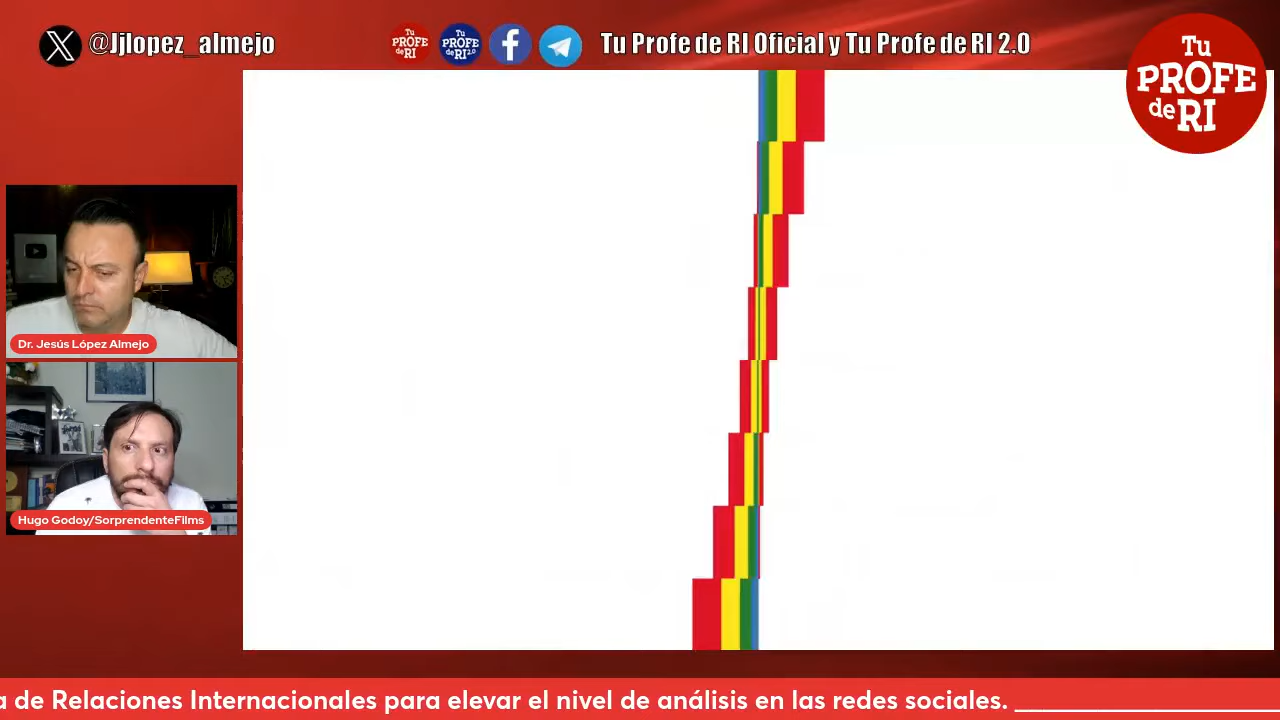 @Jjlopez_almejo
Tu PROFE de RI
Tu PROFE de RI 2.0
Tu Profe de RI Oficial y Tu Profe de RI 2.0
Tu
PROFE
de RI
Dr. Jesús López Almejo
Hugo Godoy/SorprendenteFilms
a de Relaciones Internacionales para elevar el nivel de análisis en las redes sociales. ____________________